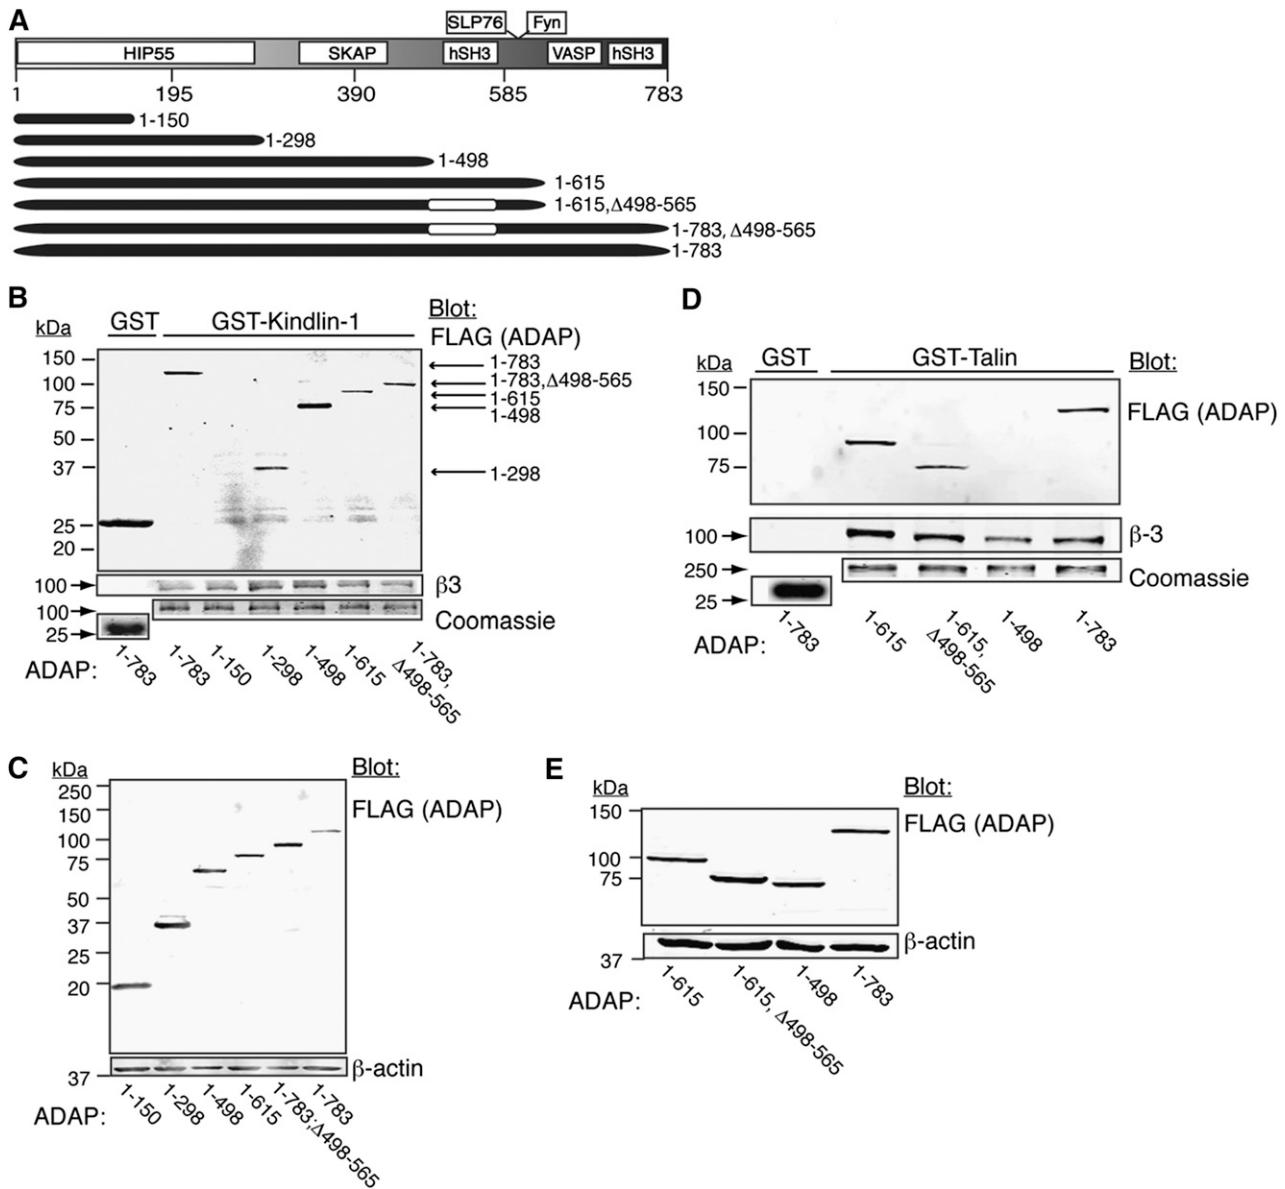 A
SLP76 Fyn
HIP55 SKAP hSH3 VASP hSH3
1 195 390 585 783
1-150
1-298
1-498
1-615
1-615,Δ498-565
1-783, Δ498-565
1-783
B
kDa
GST GST-Kindlin-1
Blot:
FLAG (ADAP)
150
100
75
50
37
25
20
1-783
1-783,Δ498-565
1-615
1-498
1-298
100 β3
100
25
Coomassie
ADAP: 1-783 1-783 1-150 1-298 1-498 1-615 1-783,
Δ498-565
D
kDa
GST GST-Talin
Blot:
FLAG (ADAP)
150
100
75
100 β-3
250
25
Coomassie
ADAP: 1-783 1-615 1-615,
Δ498-565 1-498 1-783
C
kDa
Blot:
FLAG (ADAP)
250
150
100
75
50
37
25
20
37 β-actin
ADAP: 1-150 1-298 1-498 1-615 1-783;Δ498-565 1-783
E
kDa
Blot:
FLAG (ADAP)
150
100
75
37 β-actin
ADAP: 1-615 1-615, Δ498-565 1-498 1-783